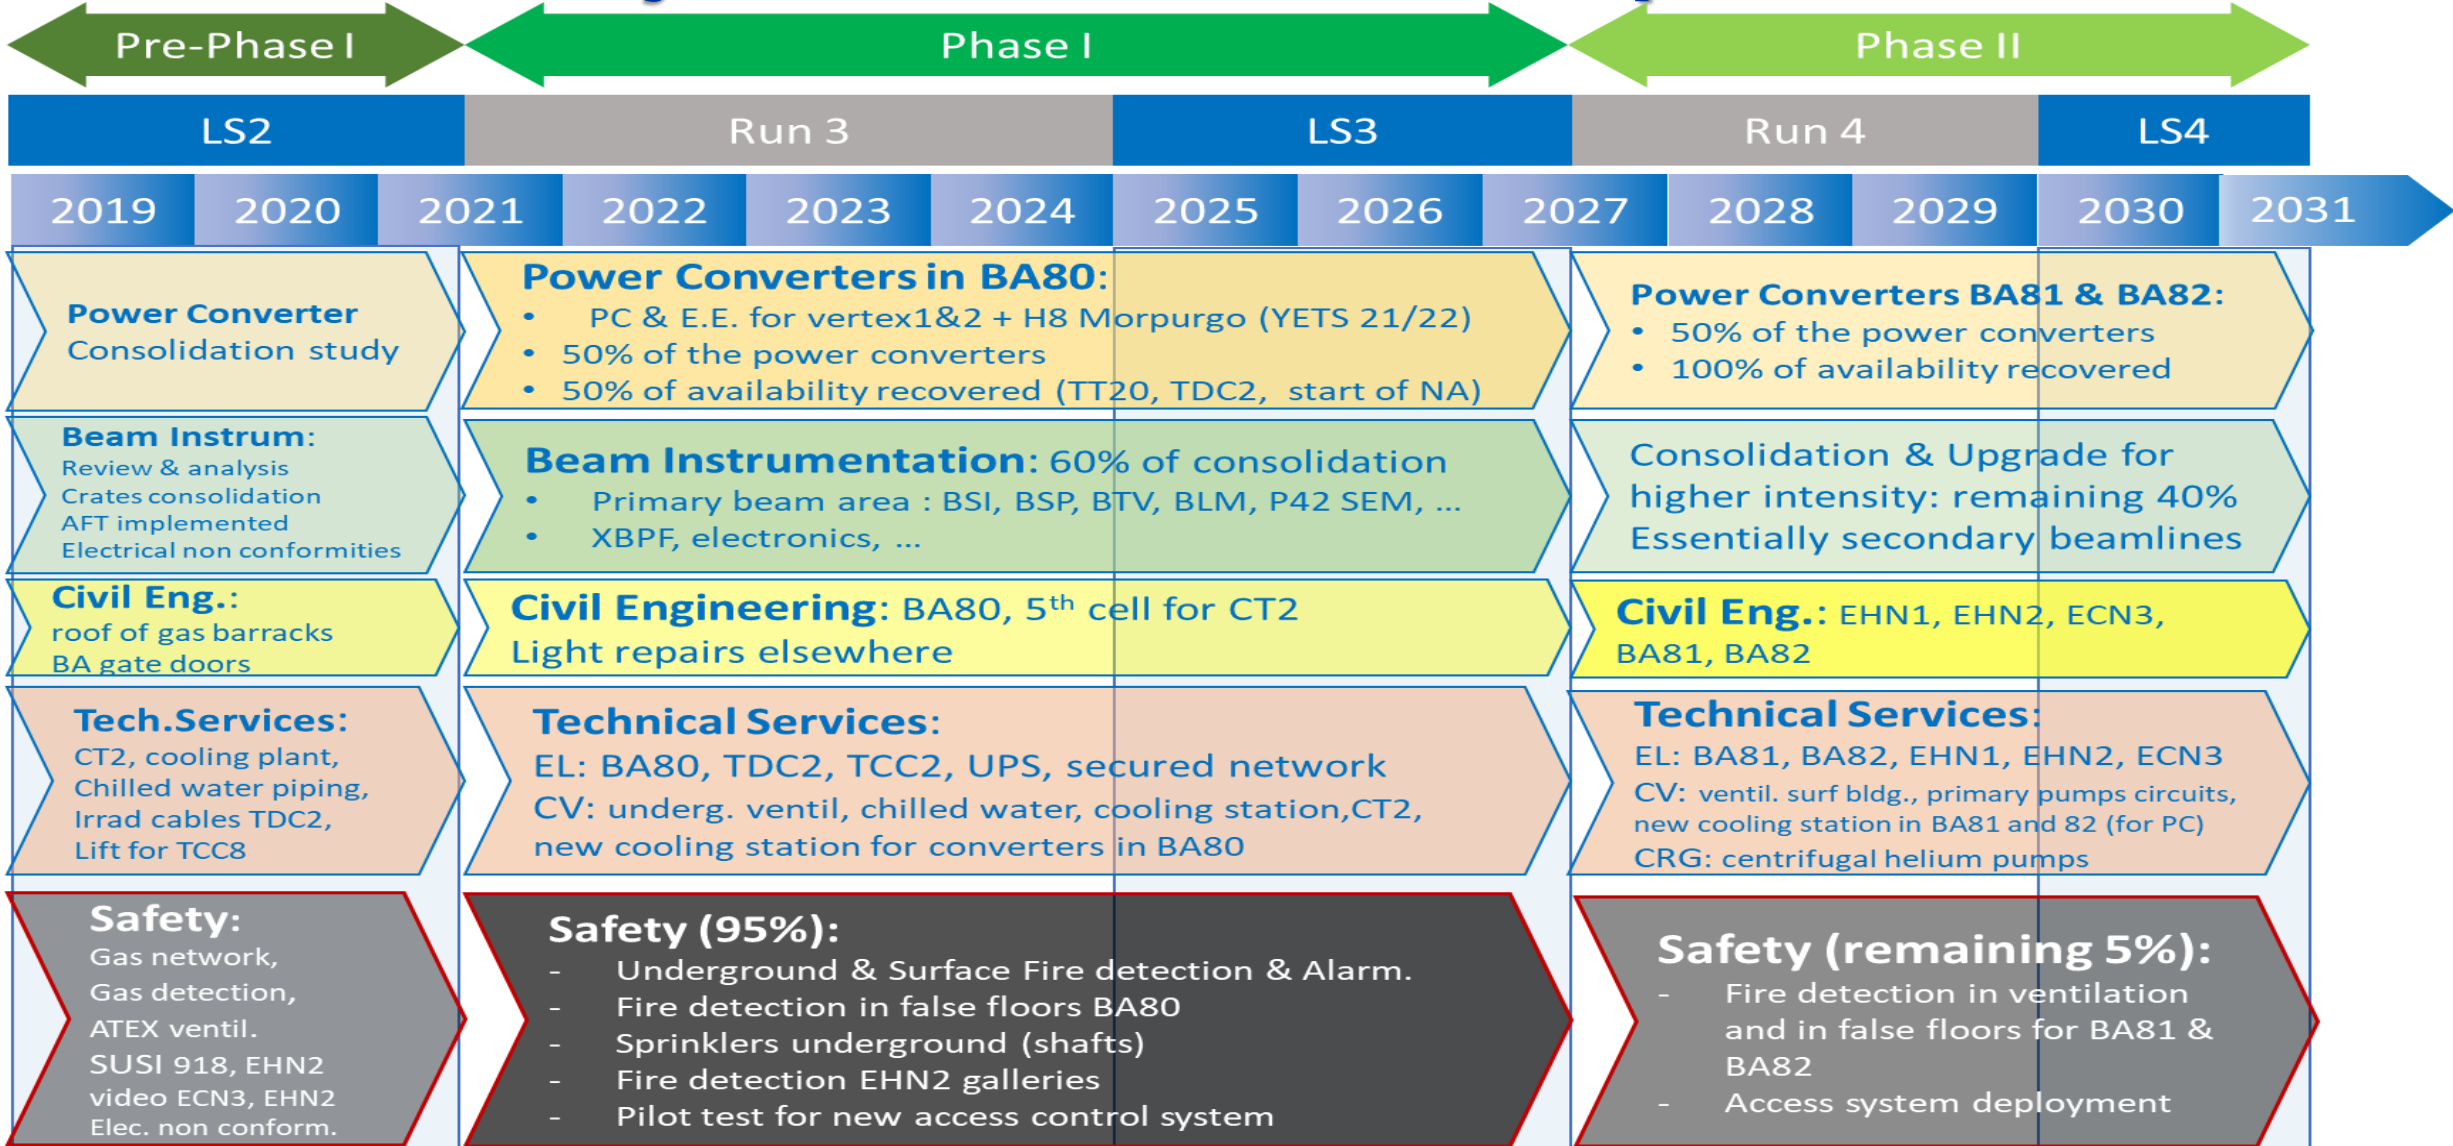 Pre-Phase I
Phase I
Phase II
LS2
Run 3
LS3
Run 4
LS4
2019
2020
2021
2022
2023
2024
2025
2026
2027
2028
2029
2030
2031
Power Converter
Consolidation study
Power Converters in BA80:
• PC & E.E. for vertex1&2 + H8 Morpurgo (YETS 21/22)
• 50% of the power converters
• 50% of availability recovered (TT20, TDC2, start of NA)
Power Converters BA81 & BA82:
• 50% of the power converters
• 100% of availability recovered
Beam Instrum:
Review & analysis
Crates consolidation
AFT implemented
Electrical non conformities
Beam Instrumentation: 60% of consolidation
• Primary beam area : BSI, BSP, BTV, BLM, P42 SEM, ...
• XBPF, electronics, ...
Consolidation & Upgrade for
higher intensity: remaining 40%
Essentially secondary beamlines
Civil Eng.:
roof of gas barracks
BA gate doors
Civil Engineering: BA80, 5th cell for CT2
Light repairs elsewhere
Civil Eng.: EHN1, EHN2, ECN3,
BA81, BA82
Tech.Services:
CT2, cooling plant,
Chilled water piping,
Irrad cables TDC2,
Lift for TCC8
Technical Services:
EL: BA80, TDC2, TCC2, UPS, secured network
CV: underg. ventil, chilled water, cooling station,CT2,
new cooling station for converters in BA80
Technical Services:
EL: BA81, BA82, EHN1, EHN2, ECN3
CV: ventil. surf bldg., primary pumps circuits,
new cooling station in BA81 and 82 (for PC)
CRG: centrifugal helium pumps
Safety:
Gas network,
Gas detection,
ATEX ventil.
SUSI 918, EHN2
video ECN3, EHN2
Elec. non conform.
Safety (95%):
- Underground & Surface Fire detection & Alarm.
- Fire detection in false floors BA80
- Sprinklers underground (shafts)
- Fire detection EHN2 galleries
- Pilot test for new access control system
Safety (remaining 5%):
- Fire detection in ventilation
and in false floors for BA81 &
BA82
- Access system deployment